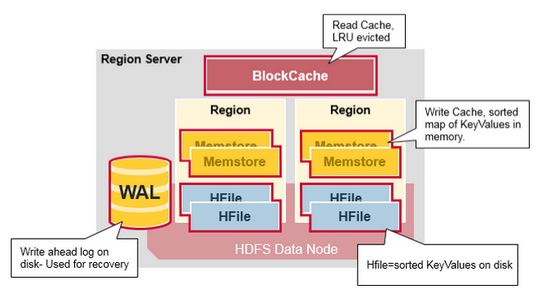 Read Cache,
LRU evicted
Region Server
BlockCache
Region
Region
Write Cache, sorted
map of KeyValues in
memory.
Memstore
Memstore
Memstore
Memstore
WAL
HFile
HFile
HFile
HFile
Write ahead log on
disk- Used for recovery
HDFS Data Node
Hfile=sorted KeyValues on disk